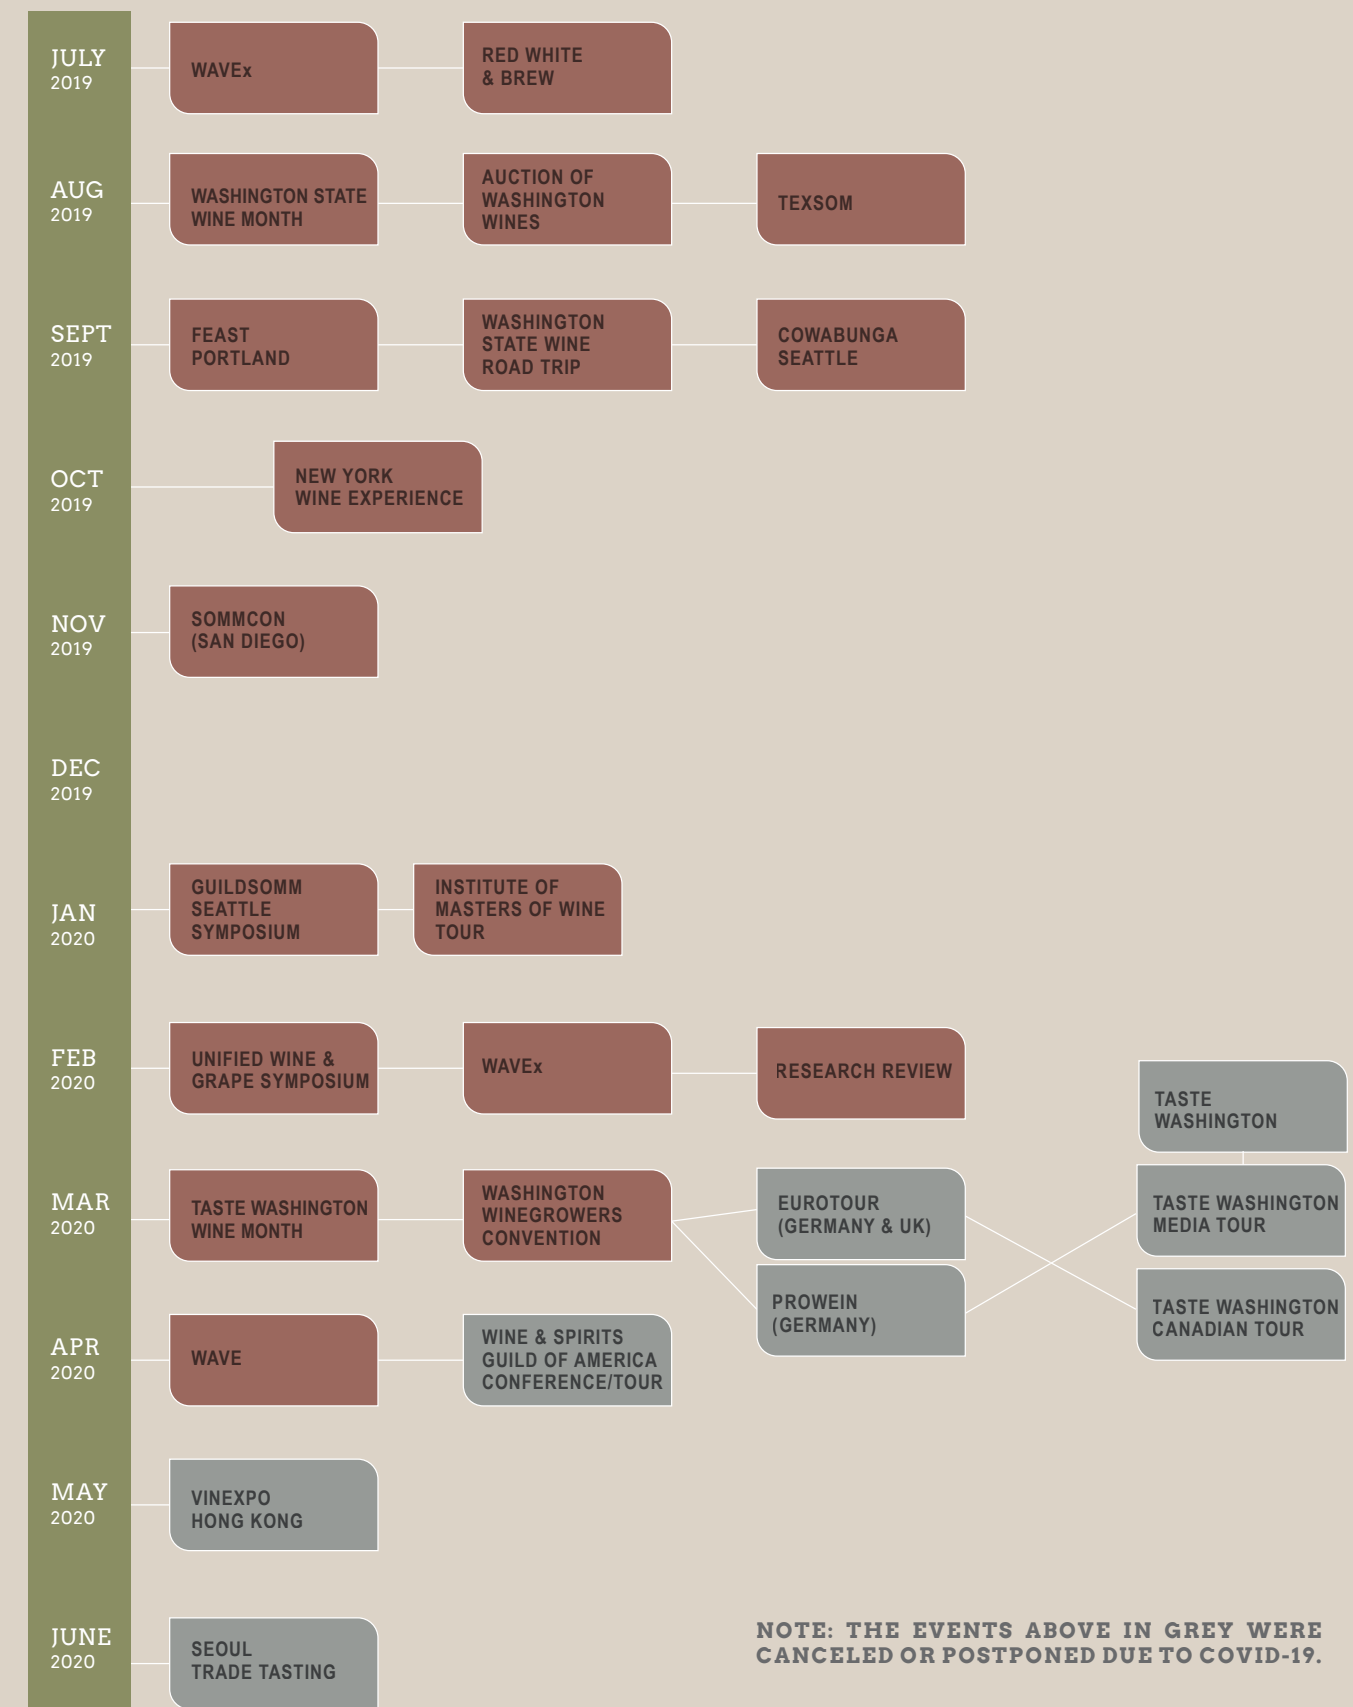 JULY
2019
WAVEx
RED WHITE
& BREW
AUG
2019
WASHINGTON STATE
WINE MONTH
AUCTION OF
WASHINGTON
WINES
TEXSOM
SEPT
2019
FEAST
PORTLAND
WASHINGTON
STATE WINE
ROAD TRIP
COWABUNGA
SEATTLE
OCT
2019
NEW YORK
WINE EXPERIENCE
NOV
2019
SOMMCON
(SAN DIEGO)
DEC
2019
JAN
2020
GUILDSOMM
SEATTLE
SYMPOSIUM
INSTITUTE OF
MASTERS OF WINE
TOUR
FEB
2020
UNIFIED WINE &
GRAPE SYMPOSIUM
WAVEx
RESEARCH REVIEW
TASTE
WASHINGTON
MAR
2020
TASTE WASHINGTON
WINE MONTH
WASHINGTON
WINEGROWERS
CONVENTION
EUROTOUR
(GERMANY & UK)
TASTE WASHINGTON
MEDIA TOUR
PROWEIN
(GERMANY)
TASTE WASHINGTON
CANADIAN TOUR
APR
2020
WAVE
WINE & SPIRITS
GUILD OF AMERICA
CONFERENCE/TOUR
MAY
2020
VINEXPO
HONG KONG
JUNE
2020
SEOUL
TRADE TASTING
NOTE: THE EVENTS ABOVE IN GREY WERE
CANCELED OR POSTPONED DUE TO COVID-19.